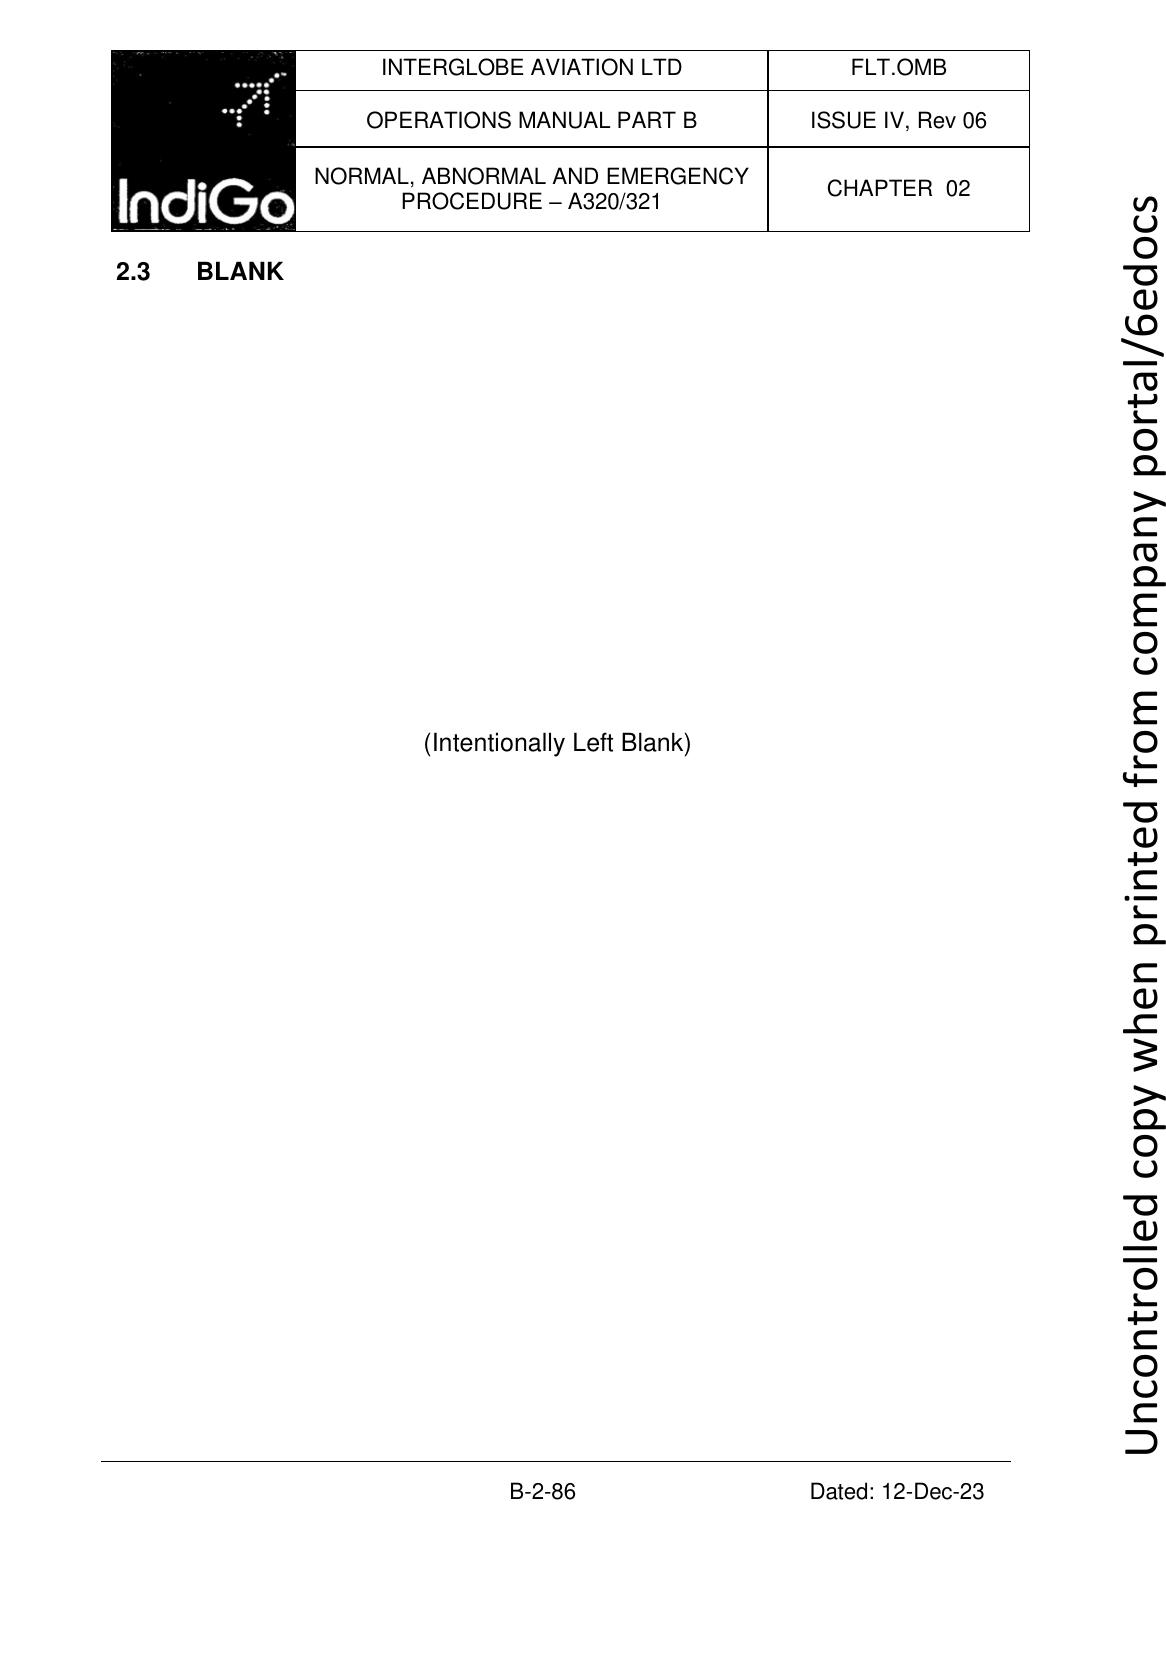 IndiGo
INTERGLOBE AVIATION LTD
FLT.OMB
OPERATIONS MANUAL PART B
ISSUE IV, Rev 06
NORMAL, ABNORMAL AND EMERGENCY
PROCEDURE – A320/321
CHAPTER 02
2.3 BLANK
(Intentionally Left Blank)
B-2-86 Dated: 12-Dec-23
Uncontrolled copy when printed from company portal/6edocs